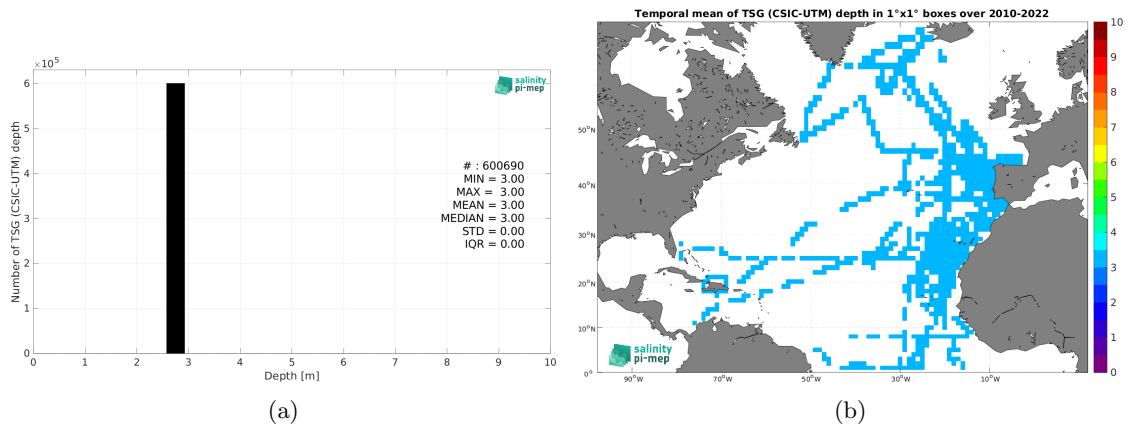 ×10^5
6
5
4
3
2
1
0
Number of TSG (CSIC-UTM) depth
salinity
pi-mep
# : 600690
MIN = 3.00
MAX = 3.00
MEAN = 3.00
MEDIAN = 3.00
STD = 0.00
IQR = 0.00
0 1 2 3 4 5 6 7 8 9 10
Depth [m]
(a)
Temporal mean of TSG (CSIC-UTM) depth in 1°x1° boxes over 2010-2022
50°N
40°N
30°N
20°N
10°N
0°
90°W 70°W 50°W 30°W 10°W
salinity
pi-mep
10
9
8
7
6
5
4
3
2
1
0
(b)